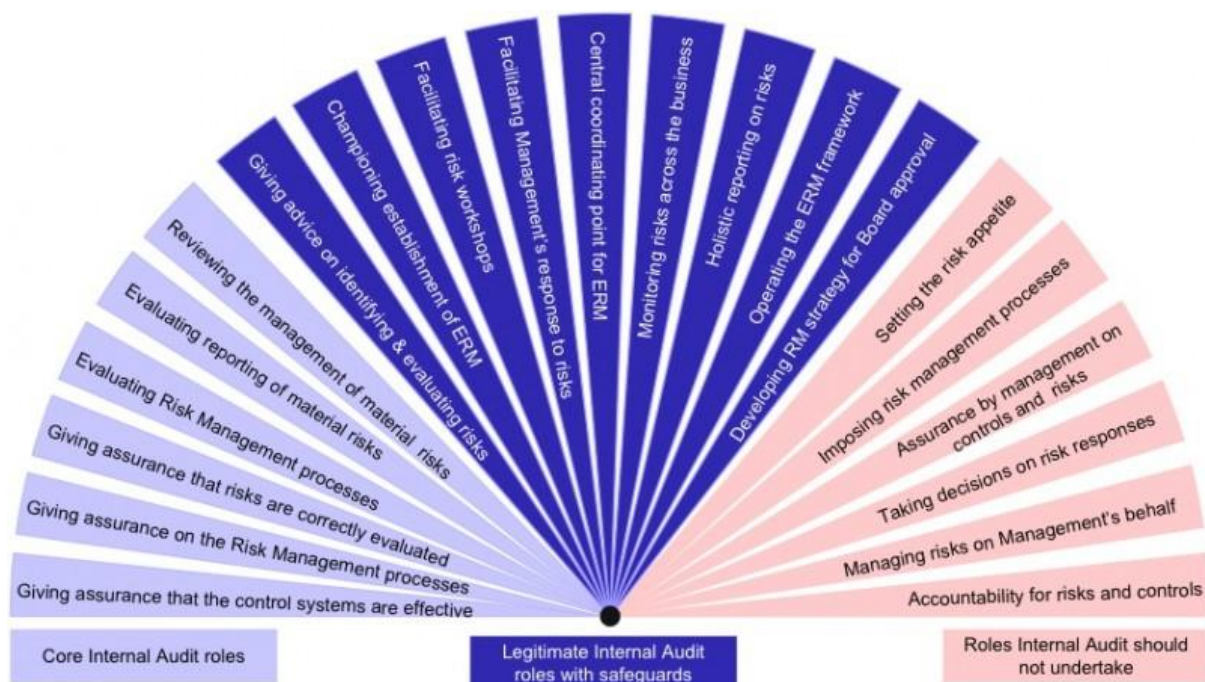 Giving assurance that the control systems are effective
Giving assurance on the Risk Management processes
Giving assurance that risks are correctly evaluated
Evaluating Risk Management processes
Evaluating reporting of material risks
Reviewing the management of material risks
Giving advice on identifying & evaluating risks
Championing establishment of ERM
Facilitating risk workshops
Facilitating Management's response to risks
Central coordinating point for ERM
Monitoring risks across the business
Holistic reporting on risks
Operating the ERM framework
Developing RM strategy for Board approval
Setting the risk appetite
Imposing risk management processes
Assurance by management on
controls and risks
Taking decisions on risk responses
Managing risks on Management's behalf
Accountability for risks and controls
Core Internal Audit roles
Legitimate Internal Audit
roles with safeguards
Roles Internal Audit should
not undertake